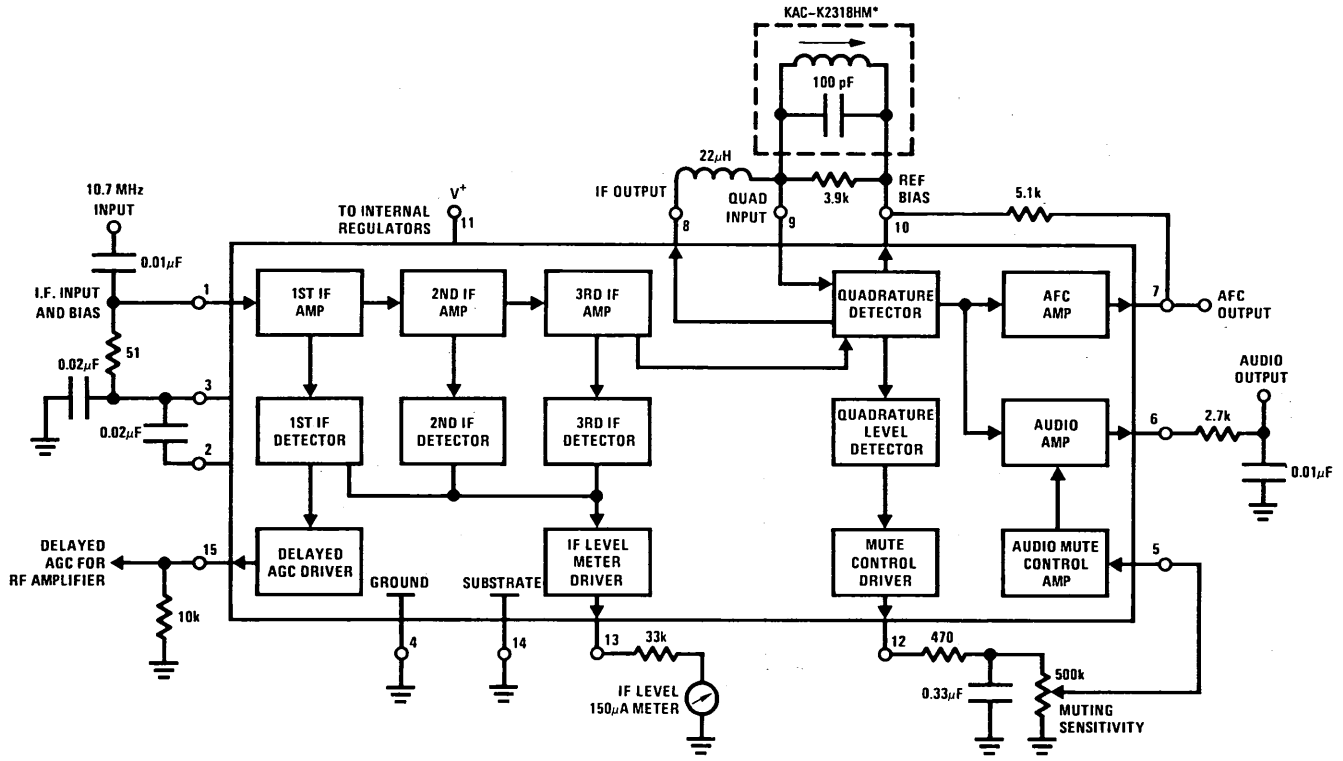 KAC-K2318HM*
100 pF
22μH
3.9k
IF OUTPUT
8
QUAD
INPUT
9
REF
BIAS
10
5.1k
10.7 MHz
INPUT
0.01μF
TO INTERNAL
REGULATORS
V+
11
I.F. INPUT
AND BIAS
1
51
0.02μF
3
0.02μF
2
1ST IF
AMP
2ND IF
AMP
3RD IF
AMP
QUADRATURE
DETECTOR
AFC
AMP
7
AFC
OUTPUT
1ST IF
DETECTOR
2ND IF
DETECTOR
3RD IF
DETECTOR
QUADRATURE
LEVEL
DETECTOR
AUDIO
AMP
6
2.7k
AUDIO
OUTPUT
0.01μF
DELAYED
AGC FOR
RF AMPLIFIER
15
10k
DELAYED
AGC DRIVER
GROUND
4
SUBSTRATE
14
IF LEVEL
METER
DRIVER
13
33k
IF LEVEL
150μA METER
MUTE
CONTROL
DRIVER
12
470
0.33μF
AUDIO MUTE
CONTROL
AMP
5
500k
MUTING
SENSITIVITY